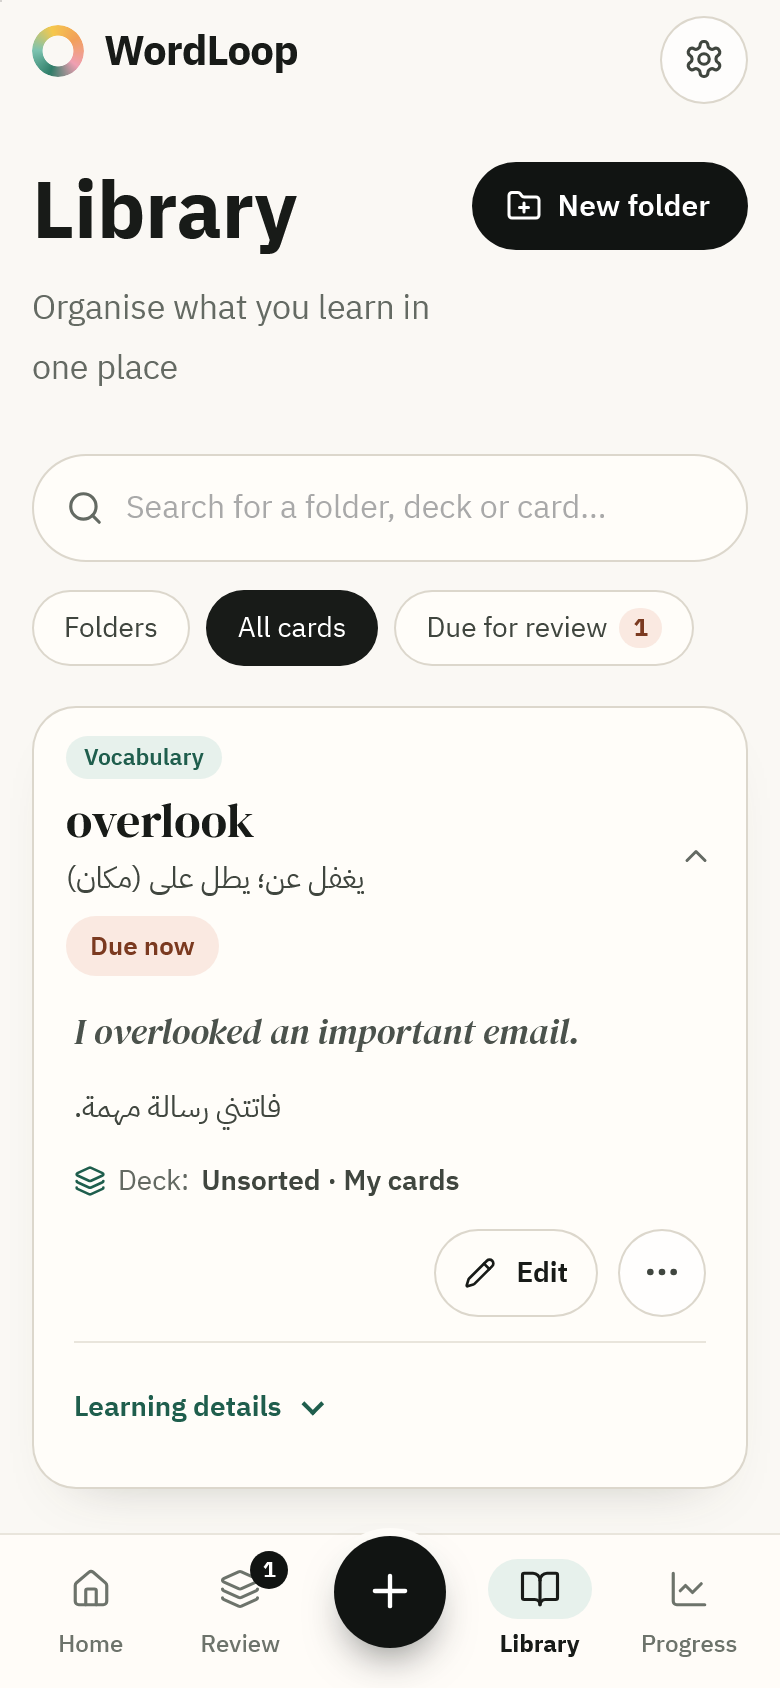 WordLoop
Library
New folder
Organise what you learn in
one place
Search for a folder, deck or card...
Folders
All cards
Due for review 1
Vocabulary
overlook
يغفل عن؛ يطل على (مكان)
Due now
I overlooked an important email.
فاتتني رسالة مهمة.
Deck: Unsorted · My cards
Edit
Learning details
1
Home
Review
Library
Progress